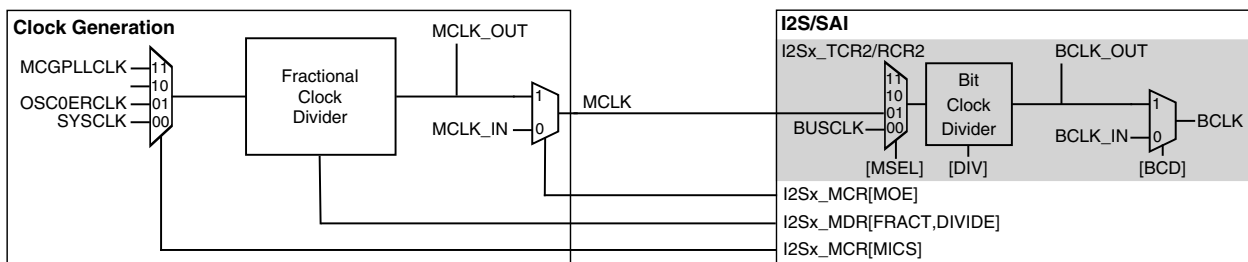 Clock Generation
MCGPLLCLK
11
10
OSC0ERCLK
01
SYSCLK
00
Fractional
Clock
Divider
MCLK_OUT
1
MCLK_IN
0
MCLK
I2S/SAI
I2Sx_TCR2/RCR2
11
10
01
BUSCLK
00
[MSEL]
Bit
Clock
Divider
[DIV]
BCLK_OUT
1
BCLK_IN
0
BCLK
[BCD]
I2Sx_MCR[MOE]
I2Sx_MDR[FRACT,DIVIDE]
I2Sx_MCR[MICS]